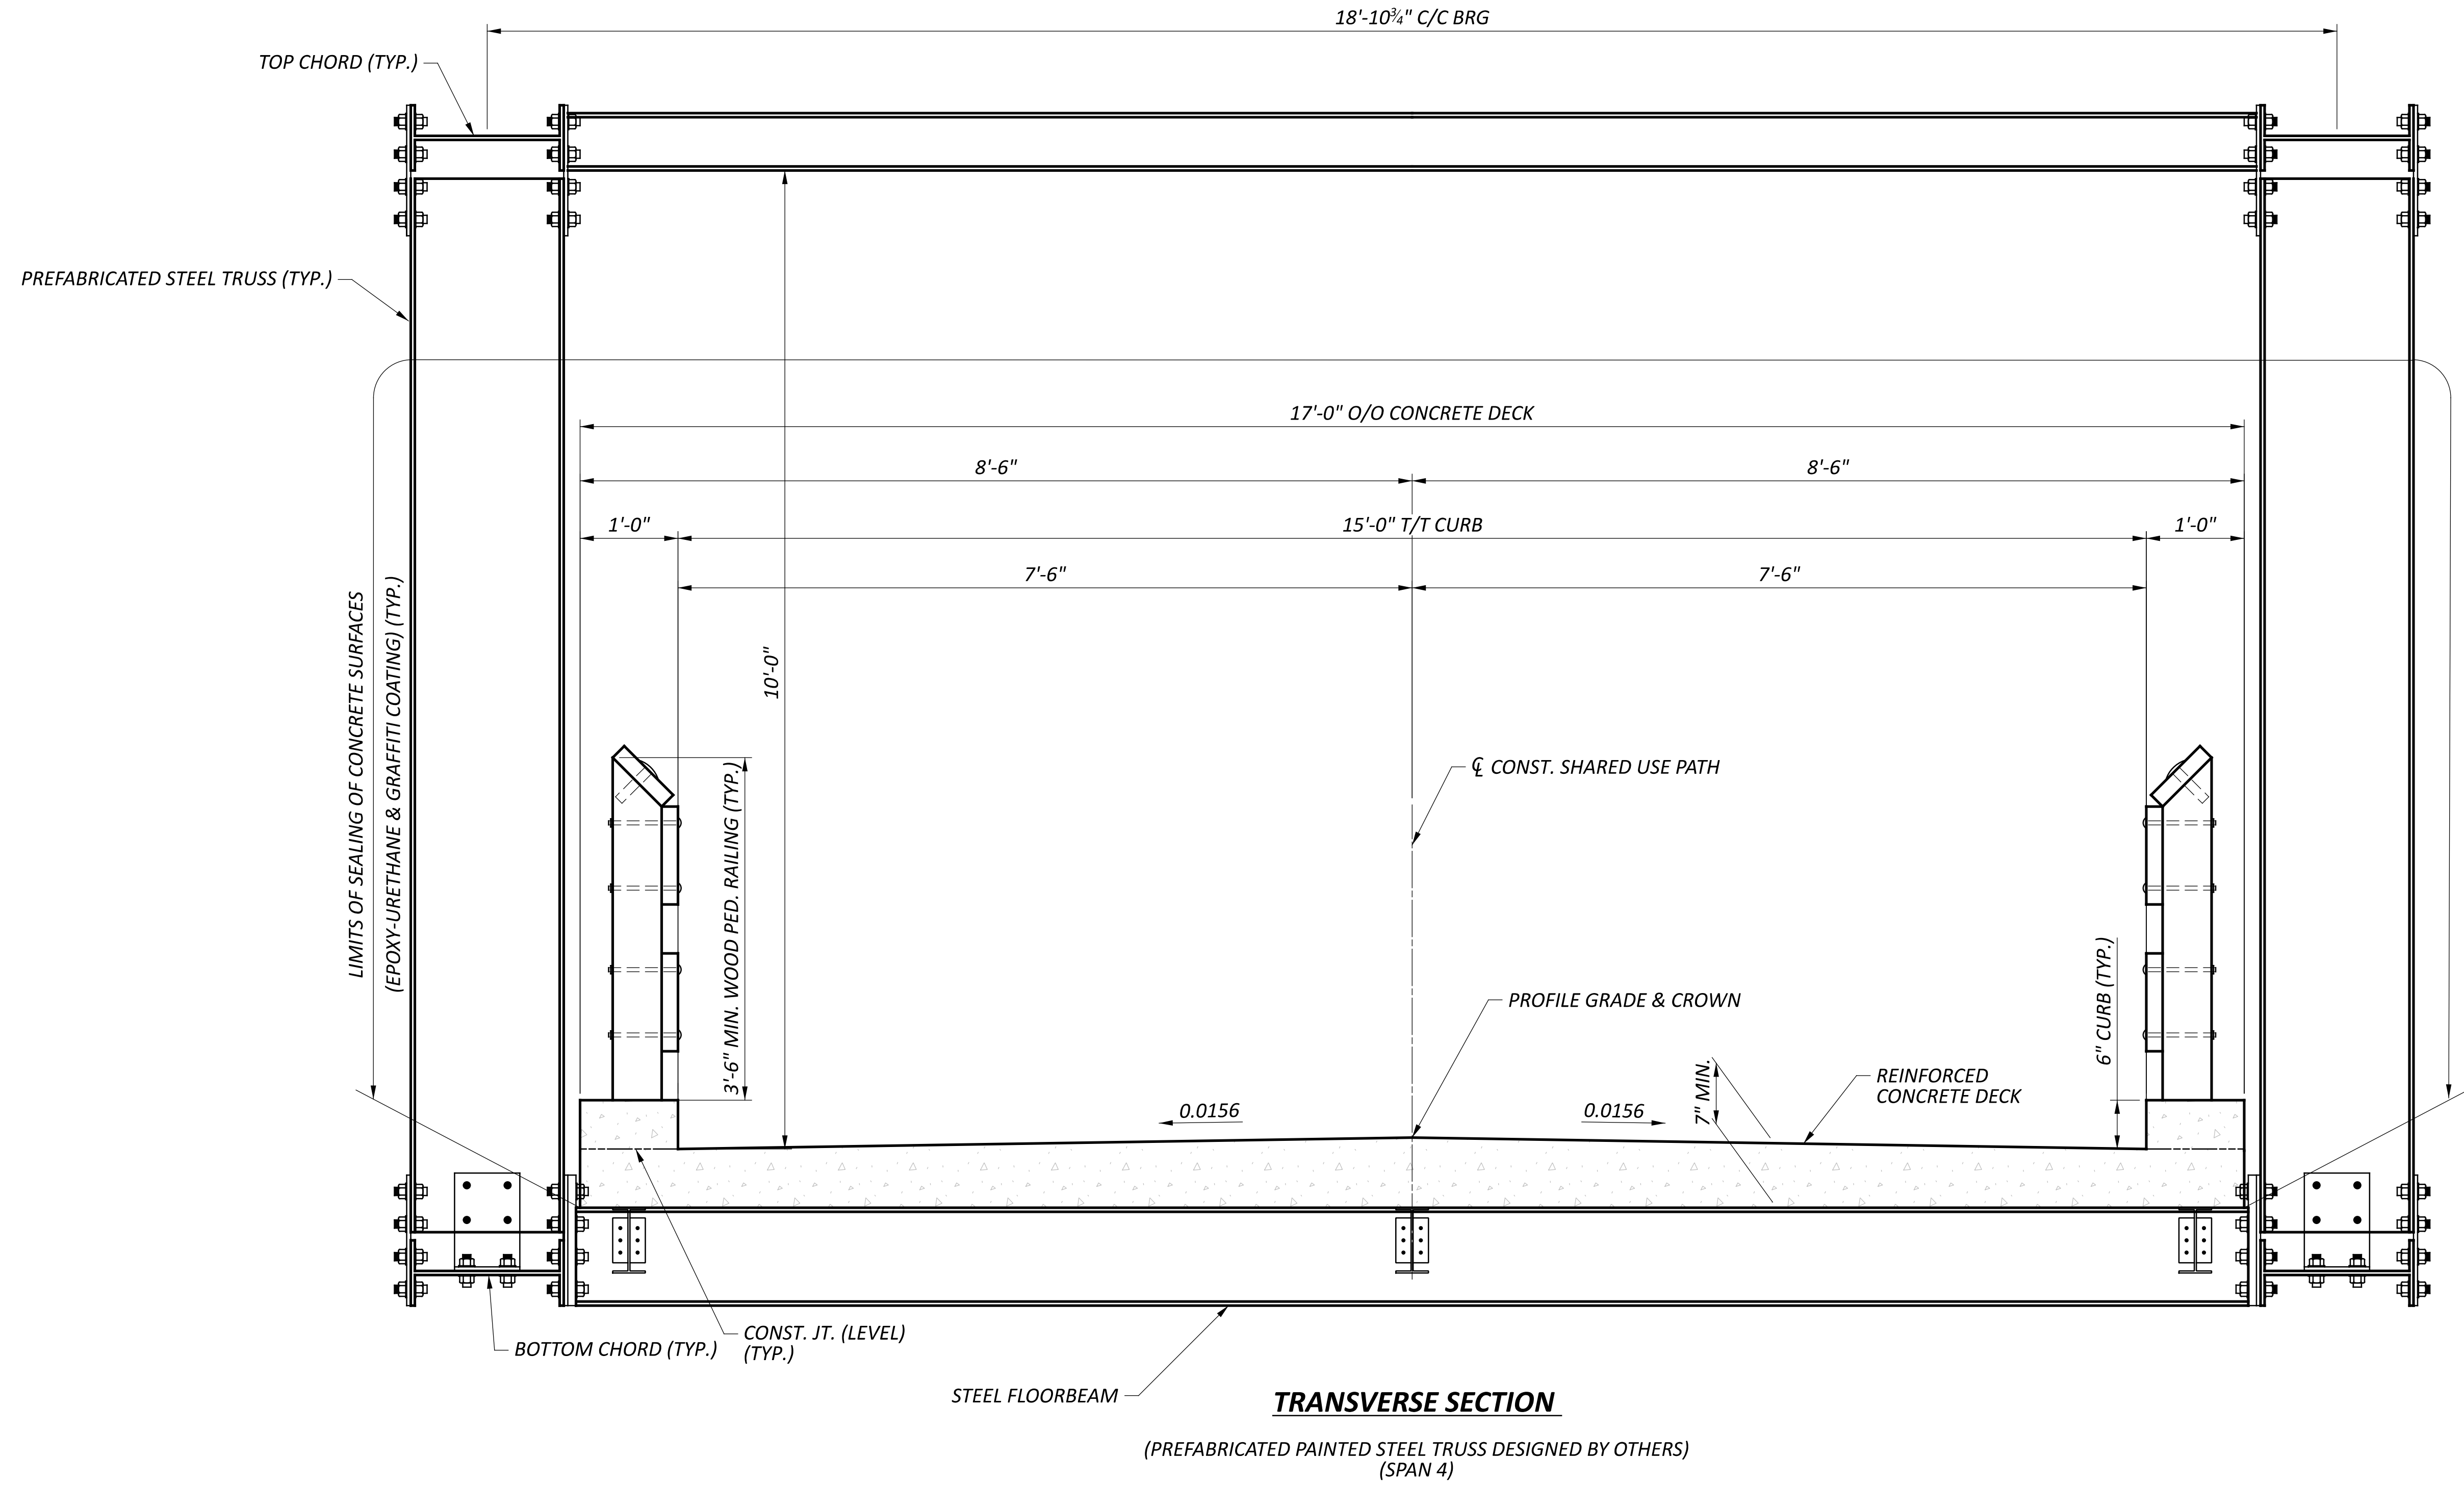 18'-10¾" C/C BRG
TOP CHORD (TYP.)
PREFABRICATED STEEL TRUSS (TYP.)
17'-0" O/O CONCRETE DECK
8'-6"
8'-6"
1'-0"
15'-0" T/T CURB
1'-0"
7'-6"
7'-6"
LIMITS OF SEALING OF CONCRETE SURFACES
(EPOXY-URETHANE & GRAFFITI COATING) (TYP.)
10'-0"
3'-6" MIN. WOOD PED. RAILING (TYP.)
℄ CONST. SHARED USE PATH
PROFILE GRADE & CROWN
6" CURB (TYP.)
7" MIN.
REINFORCED
CONCRETE DECK
0.0156
0.0156
CONST. JT. (LEVEL)
(TYP.)
BOTTOM CHORD (TYP.)
STEEL FLOORBEAM
TRANSVERSE SECTION
(PREFABRICATED PAINTED STEEL TRUSS DESIGNED BY OTHERS)
(SPAN 4)